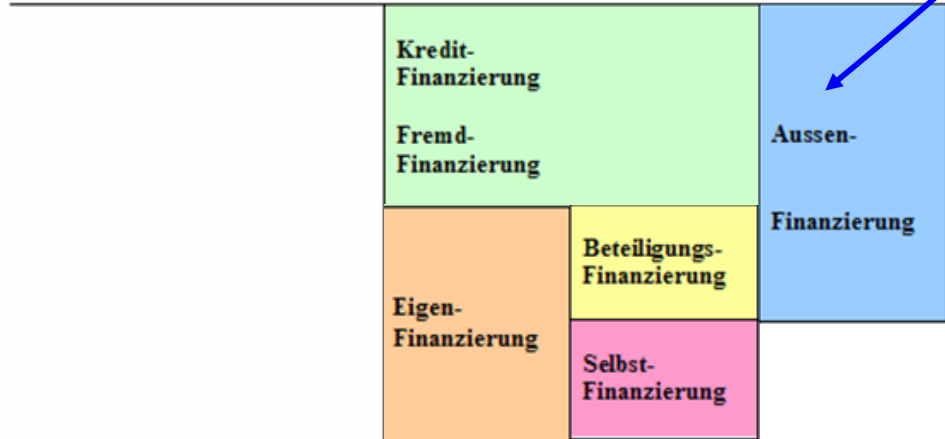 Kredit-
Finanzierung
Fremd-
Finanzierung
Aussen-
Finanzierung
Eigen-
Finanzierung
Beteiligungs-
Finanzierung
Selbst-
Finanzierung